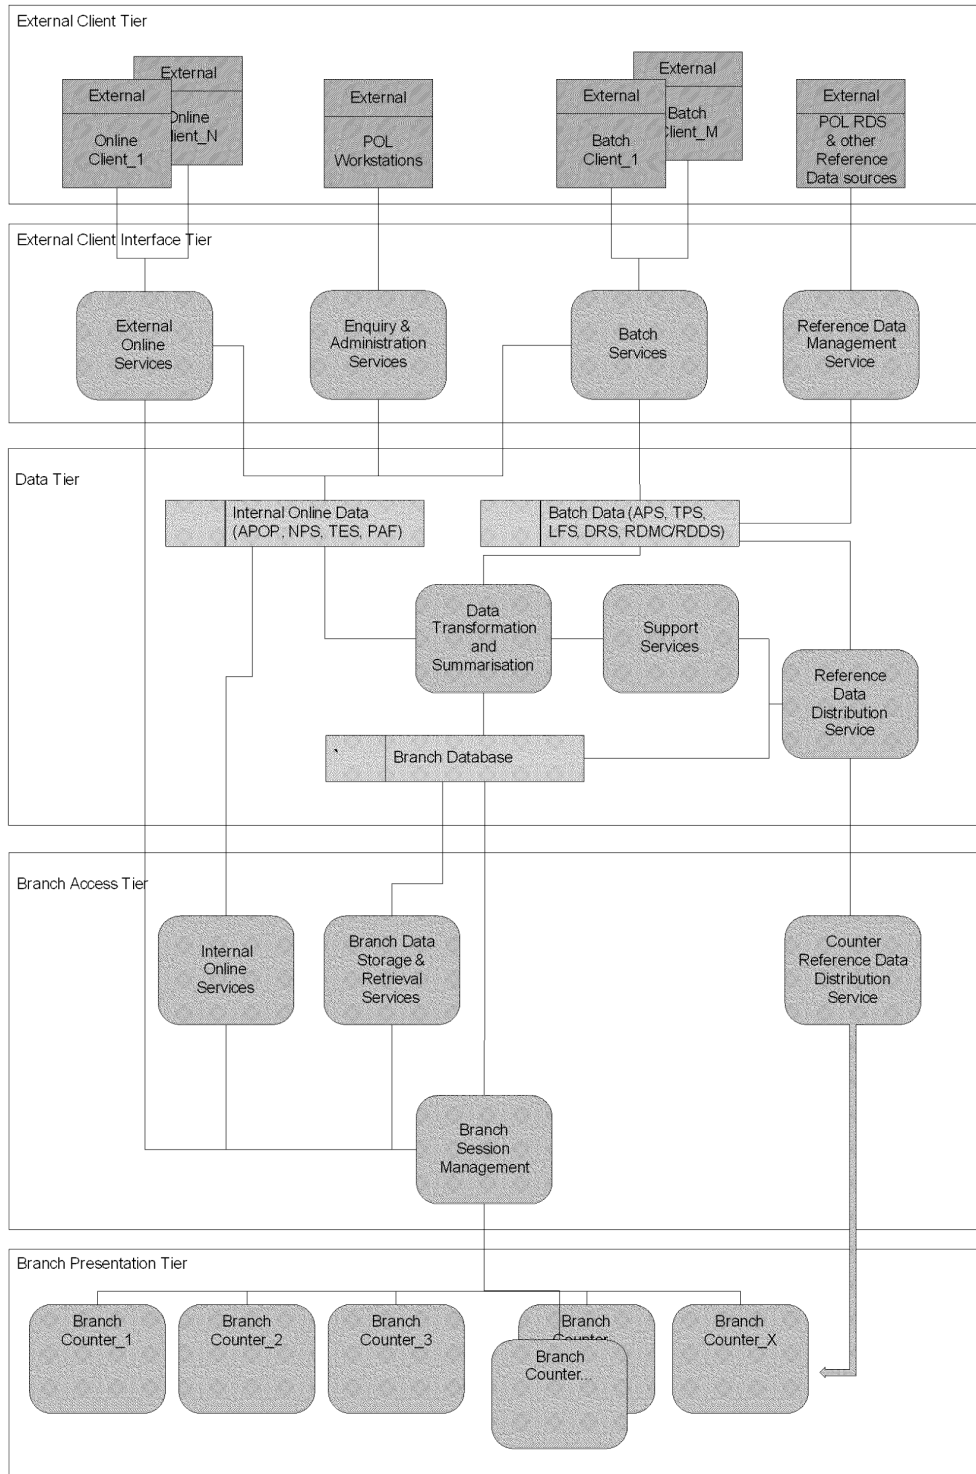 External Client Tier
External
Online
Client_N
External
Online
Client_1
External
POL
Workstations
External
Batch
Client_M
External
Batch
Client_1
External
POL RDS
& other
Reference
Data sources
External Client Interface Tier
External
Online
Services
Enquiry &
Administration
Services
Batch
Services
Reference Data
Management
Service
Data Tier
Internal Online Data
(APOP, NPS, TES, PAF)
Batch Data (APS, TPS,
LFS, DRS, RDMC/RDDS)
Data
Transformation
and
Summarisation
Support
Services
Reference
Data
Distribution
Service
Branch Database
Branch Access Tier
Internal
Online
Services
Branch Data
Storage &
Retrieval
Services
Counter
Reference Data
Distribution
Service
Branch
Session
Management
Branch Presentation Tier
Branch
Counter_1
Branch
Counter_2
Branch
Counter_3
Branch
Counter
Branch
Counter...
Branch
Counter_X